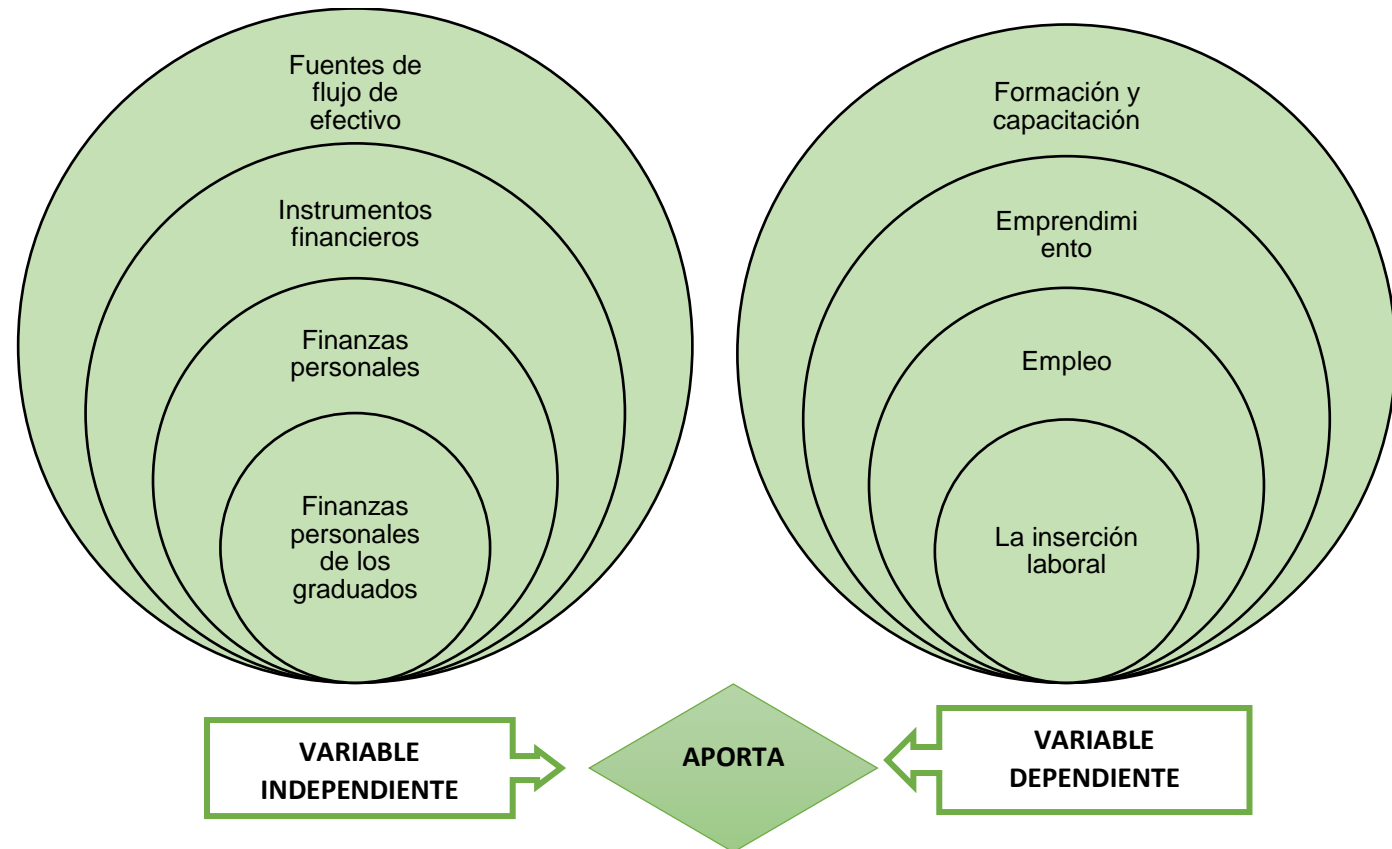 Fuentes de
flujo de
efectivo
Instrumentos
financieros
Finanzas
personales
Finanzas
personales
de los
graduados
Formación y
capacitación
Emprendimi
ento
Empleo
La inserción
laboral
VARIABLE
INDEPENDIENTE
APORTA
VARIABLE
DEPENDIENTE